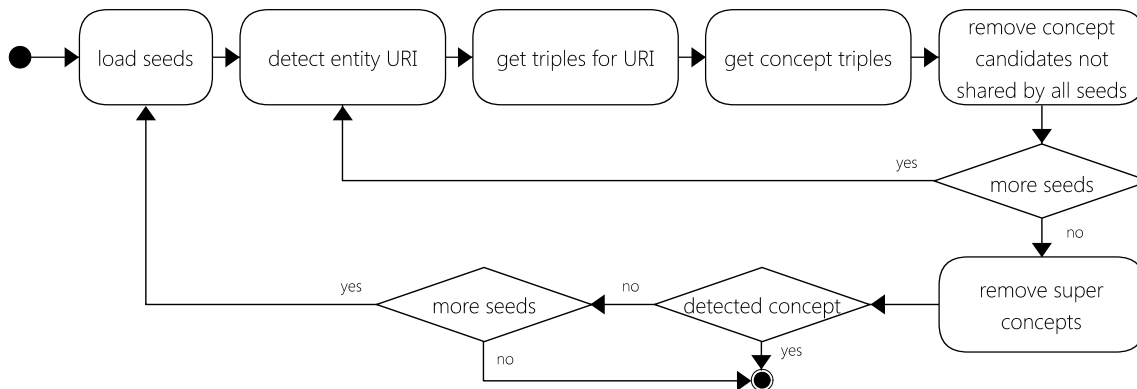 load seeds
detect entity URI
get triples for URI
get concept triples
remove concept
candidates not
shared by all seeds
yes
more seeds
no
remove super
concepts
detected concept
no
more seeds
yes
yes
no